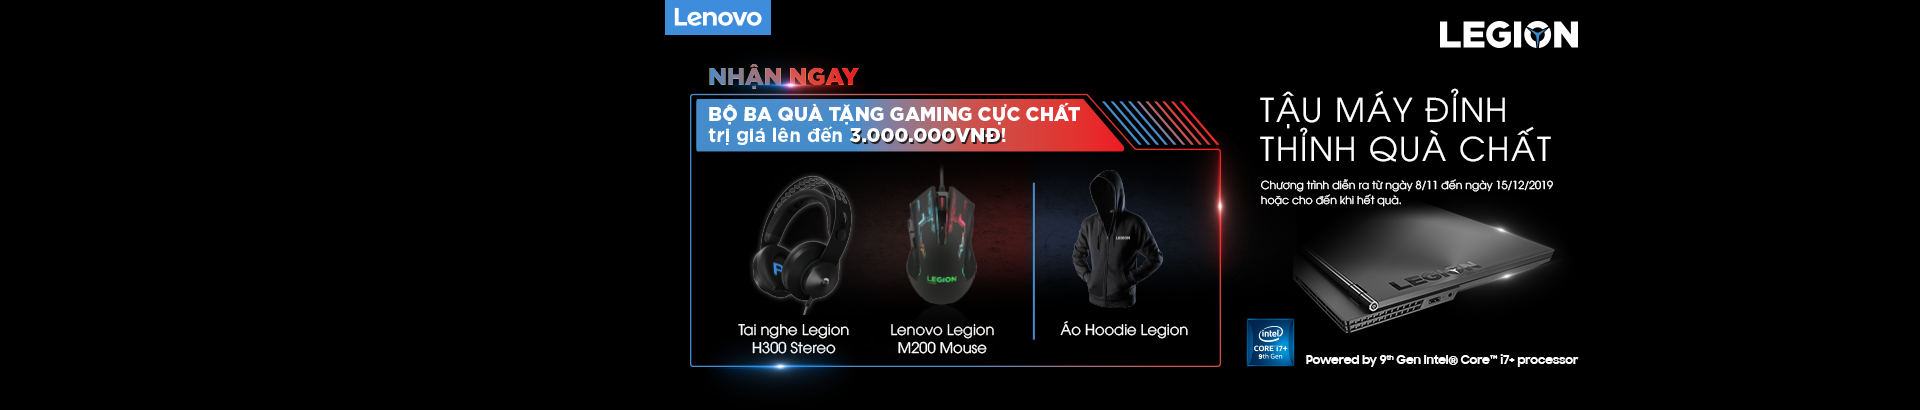 Lenovo
LEGION
NHẬN NGAY
BỘ BA QUÀ TẶNG GAMING CỰC CHẤT
trị giá lên đến 3.000.000VNĐ!
LEGION
LEGION
Tai nghe Legion
H300 Stereo
Lenovo Legion
M200 Mouse
Áo Hoodie Legion
TẬU MÁY ĐỈNH
THỈNH QUÀ CHẤT
Chương trình diễn ra từ ngày 8/11 đến ngày 15/12/2019
hoặc cho đến khi hết quà.
LEGION
intel
CORE i7+
9th Gen
Powered by 9th Gen Intel® Core™ i7+ processor